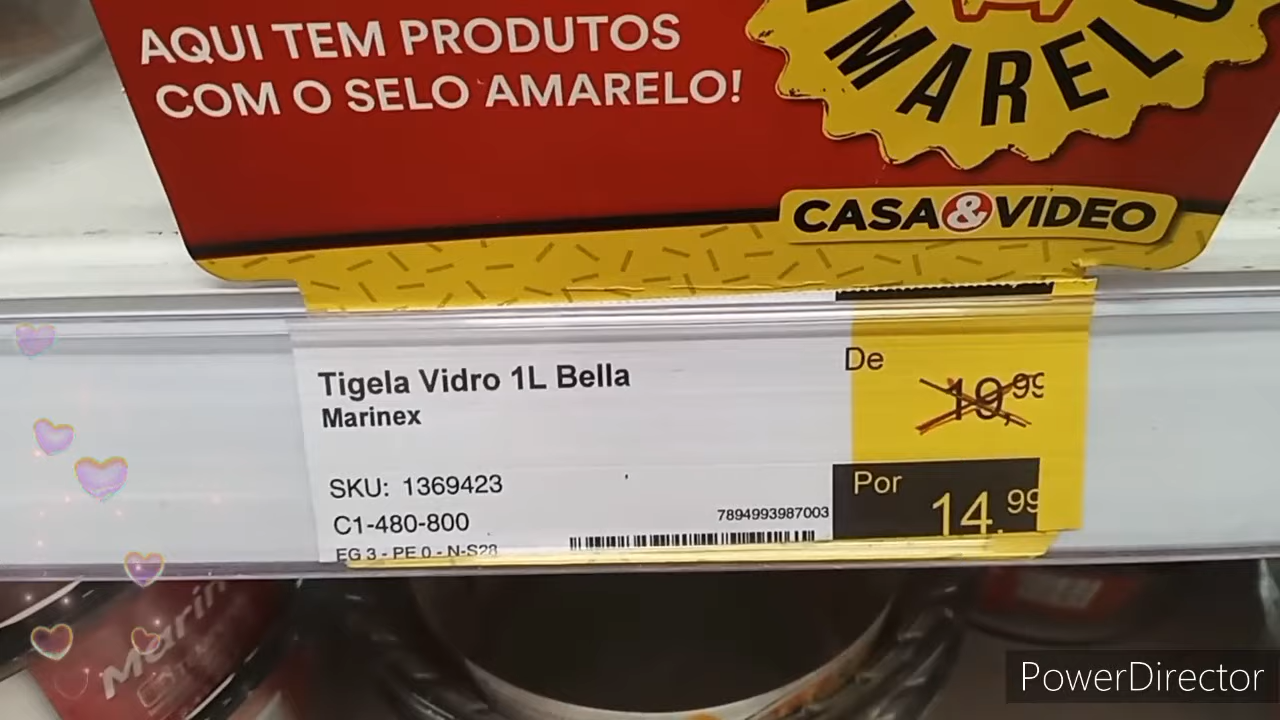 AQUI TEM PRODUTOS
COM O SELO AMARELO!
CASA&VIDEO
Tigela Vidro 1L Bella
Marinex
SKU: 1369423
C1-480-800
EG 3 - PE 0 - N-S28
7894993987003
De
19,99
Por
14,99
Marin
PowerDirector